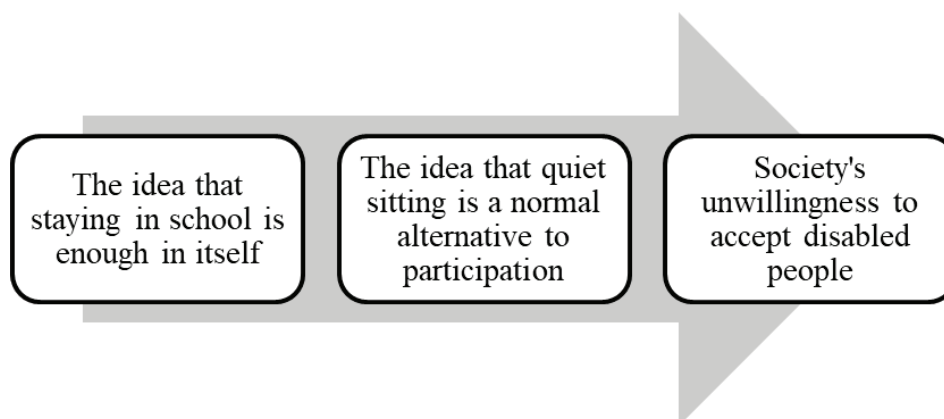 The idea that
staying in school is
enough in itself
The idea that quiet
sitting is a normal
alternative to
participation
Society's
unwillingness to
accept disabled
people